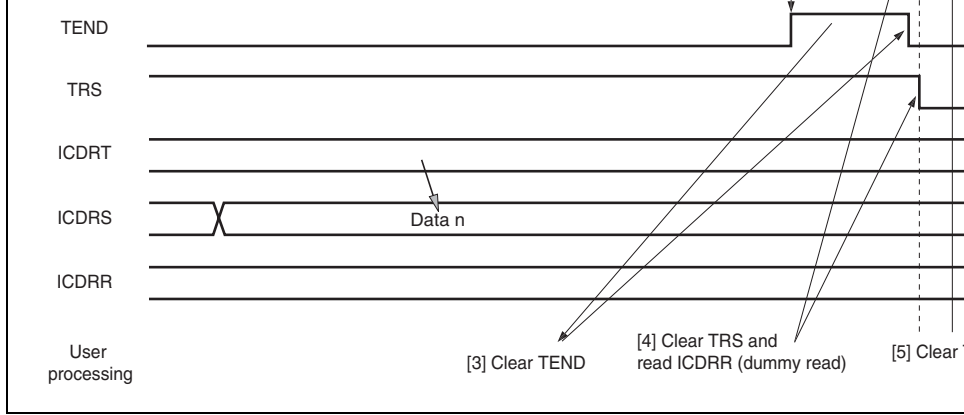 TEND
TRS
ICDRT
ICDRS
Data n
ICDRR
User
processing
[3] Clear TEND
[4] Clear TRS and
read ICDRR (dummy read)
[5] Clear